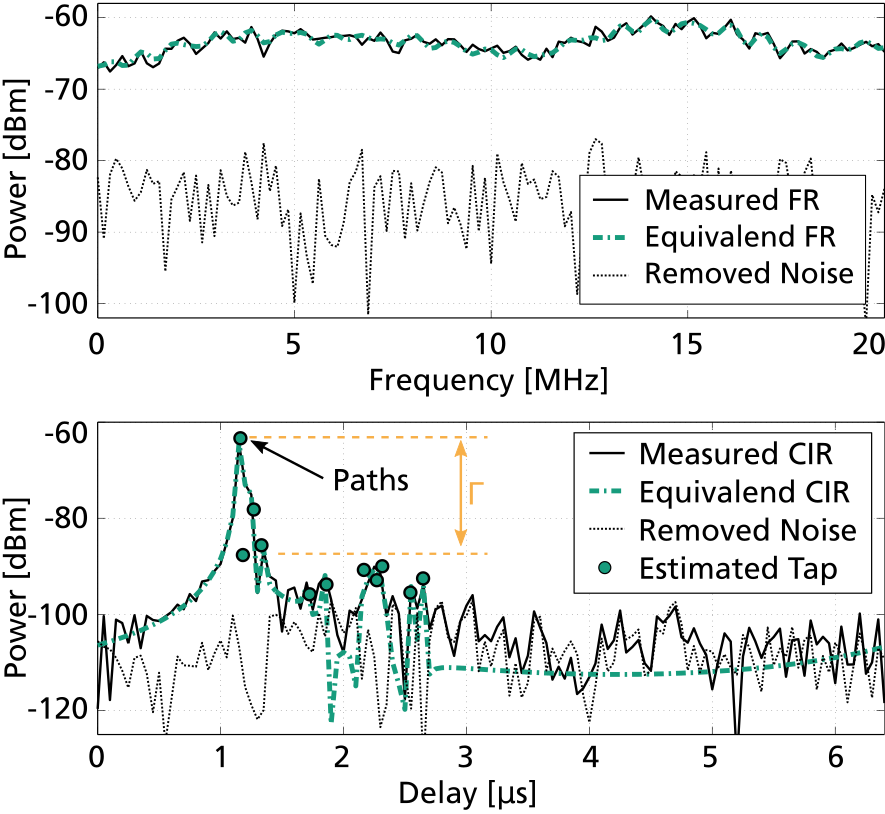 -60
-70
-80
-90
-100
Power [dBm]
Measured FR
Equivalend FR
Removed Noise
0 5 10 15 20
Frequency [MHz]
-60
-80
-100
-120
Power [dBm]
Paths
Γ
Measured CIR
Equivalend CIR
Removed Noise
Estimated Tap
0 1 2 3 4 5 6
Delay [μs]